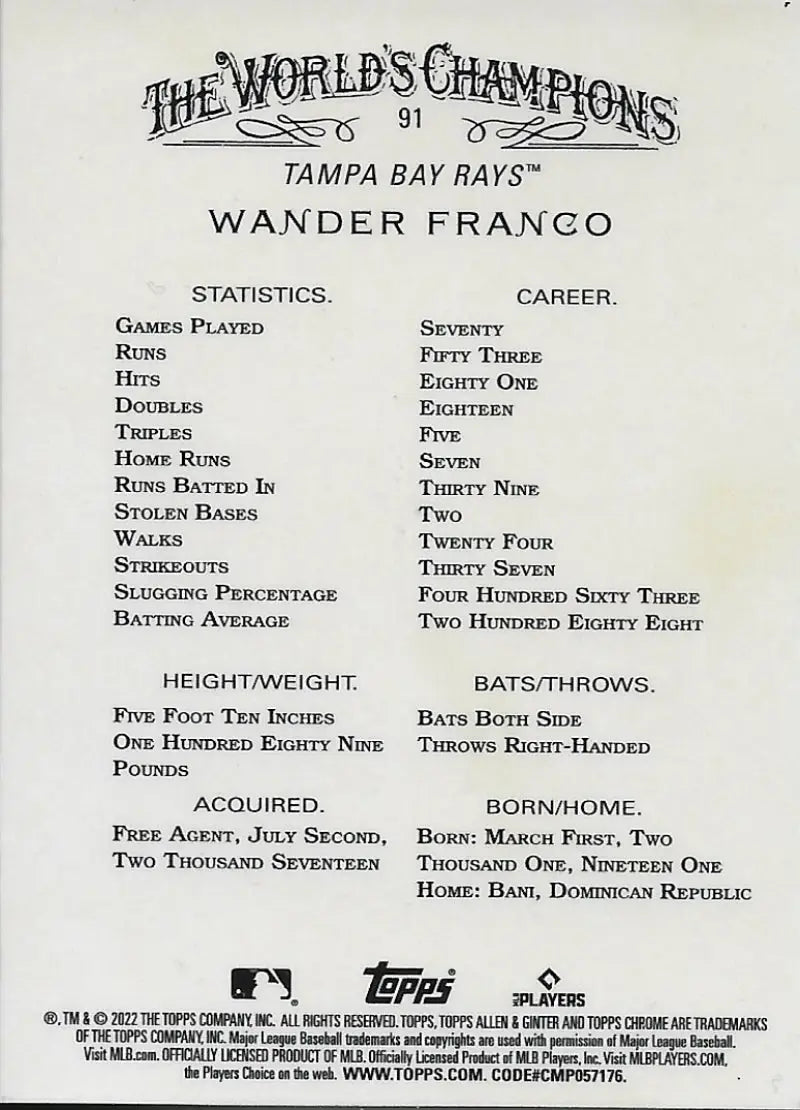 THE WORLD'S CHAMPIONS
91
TAMPA BAY RAYS™
WANDER FRANCO
STATISTICS. CAREER.
GAMES PLAYED SEVENTY
RUNS FIFTY THREE
HITS EIGHTY ONE
DOUBLES EIGHTEEN
TRIPLES FIVE
HOME RUNS SEVEN
RUNS BATTED IN THIRTY NINE
STOLEN BASES TWO
WALKS TWENTY FOUR
STRIKEOUTS THIRTY SEVEN
SLUGGING PERCENTAGE FOUR HUNDRED SIXTY THREE
BATTING AVERAGE TWO HUNDRED EIGHTY EIGHT
HEIGHT/WEIGHT.
FIVE FOOT TEN INCHES
ONE HUNDRED EIGHTY NINE
POUNDS
BATS/THROWS.
BATS BOTH SIDE
THROWS RIGHT-HANDED
ACQUIRED.
FREE AGENT, JULY SECOND,
TWO THOUSAND SEVENTEEN
BORN/HOME.
BORN: MARCH FIRST, TWO
THOUSAND ONE, NINETEEN ONE
HOME: BANI, DOMINICAN REPUBLIC
® Topps® PLAYERS
®, TM & © 2022 THE TOPPS COMPANY, INC. ALL RIGHTS RESERVED. TOPPS, TOPPS ALLEN & GINTER AND TOPPS CHROME ARE TRADEMARKS
OF THE TOPPS COMPANY, INC. Major League Baseball trademarks and copyrights are used with permission of Major League Baseball.
Visit MLB.com. OFFICIALLY LICENSED PRODUCT OF MLB. Officially Licensed Product of MLB Players, Inc. Visit MLBPLAYERS.COM,
the Players Choice on the web. WWW.TOPPS.COM. CODE#CMP057176.